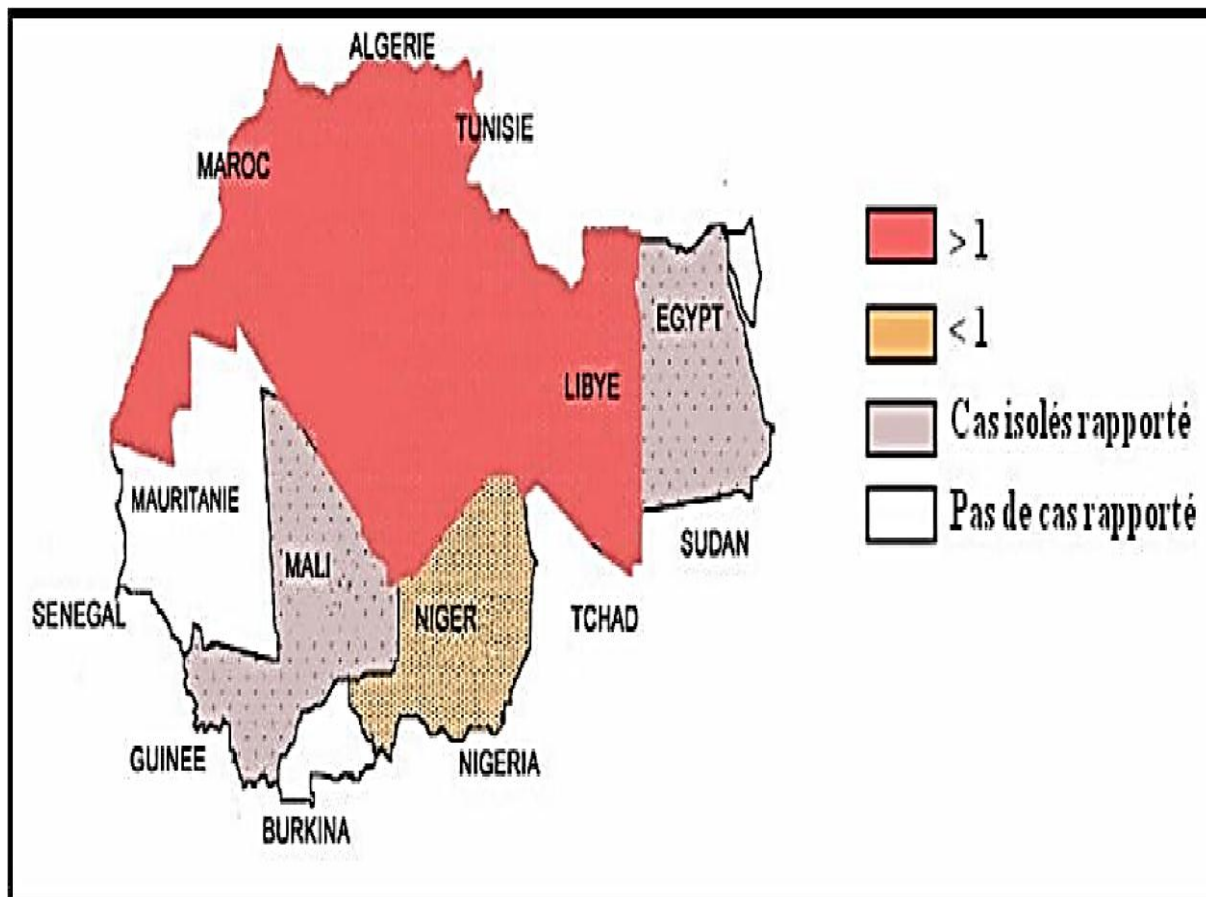 ALGERIE
TUNISIE
MAROC
> 1
EGYPT
< 1
LIBYE
Cas isolés rapporté
MAURITANIE
Pas de cas rapporté
SUDAN
MALI
SENEGAL
NIGER
TCHAD
GUINEE
NIGERIA
BURKINA